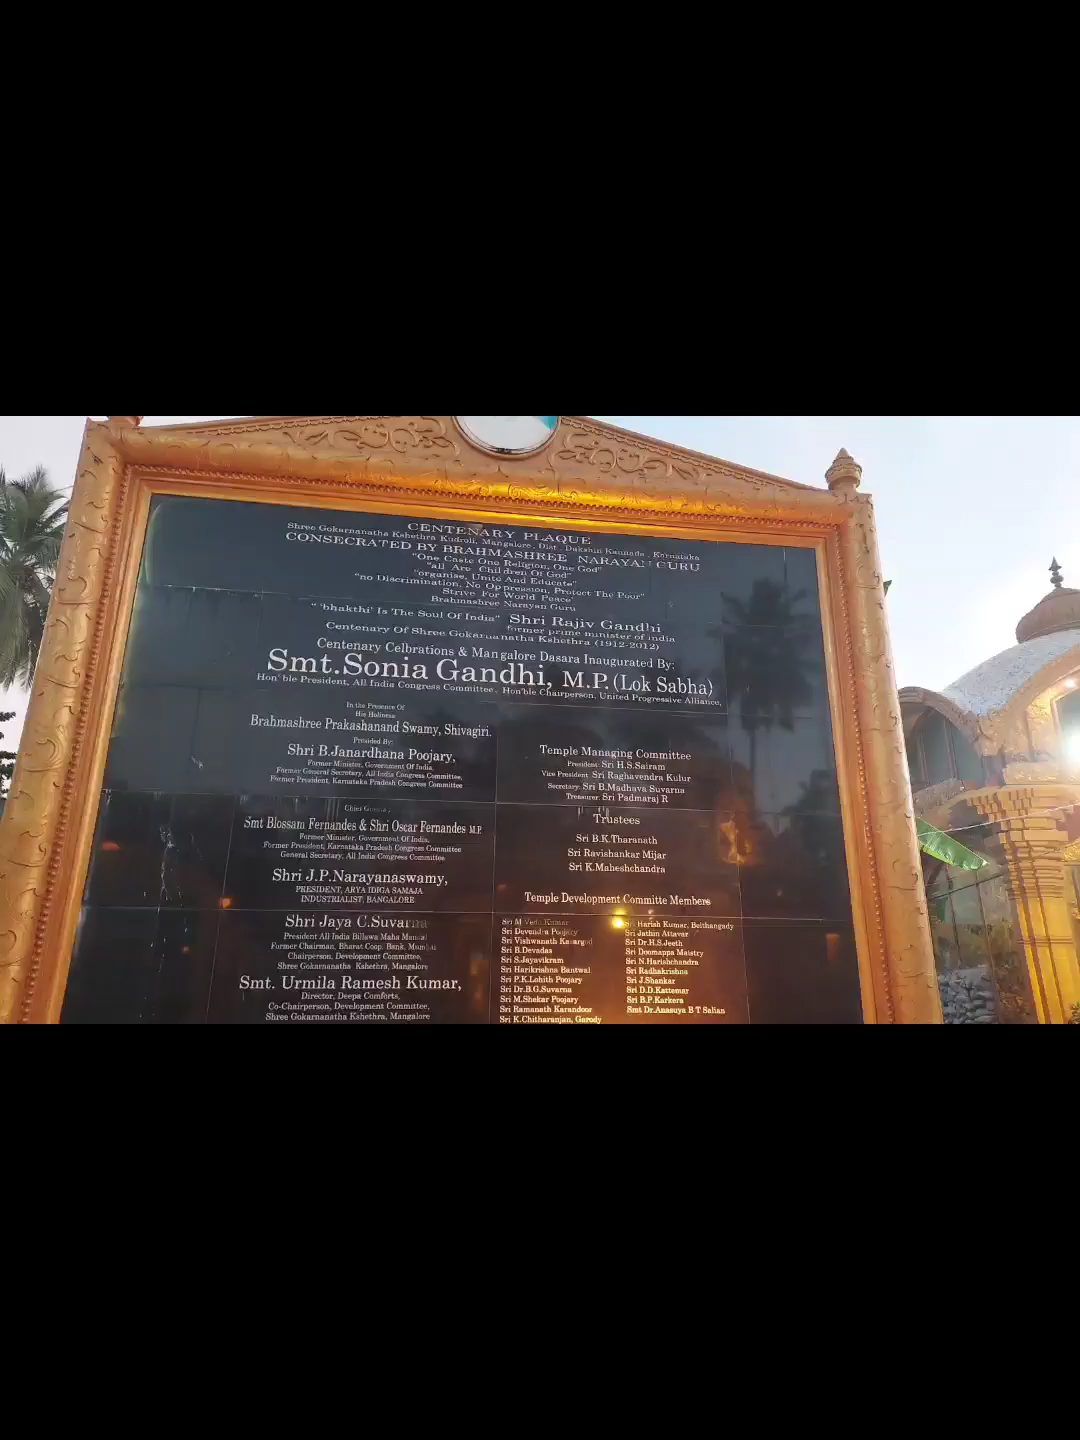 CENTENARY PLAQUE
Shree Gokarnanatha Kshethra Kudroli, Mangalore, Dist. Dakshin Kannada, Karnataka
CONSECRATED BY BRAHMASHREE NARAYAN GURU
"One Caste One Religion, One God"
"all Are Children Of God"
"organise, Unite And Educate"
"no Discrimination, No Oppression, Protect The Poor"
Strive For World Peace'
Brahmashree Narayan Guru
"'bhakthi' Is The Soul Of India" Shri Rajiv Gandhi
former prime minister of india
Centenary Of Shree Gokarnanatha Kshethra (1912-2012)
Centenary Celbrations & Mangalore Dasara Inaugurated By:
Smt.Sonia Gandhi, M.P. (Lok Sabha)
Hon'ble President, All India Congress Committee, Hon'ble Chairperson, United Progressive Alliance,
In the Presence Of
His Holiness
Brahmashree Prakashanand Swamy, Shivagiri.
Presided By:
Shri B.Janardhana Poojary,
Former Minister, Government Of India,
Former General Secretary, All India Congress Committee,
Former President, Karnataka Pradesh Congress Committee
Chief
Smt Blossam Fernandes & Shri Oscar Fernandes M.P.
Former Minister, Government Of India,
Former President, Karnataka Pradesh Congress Committee
General Secretary, All India Congress Committee
Shri J.P.Narayanaswamy,
PRESIDENT, ARYA IDIGA SAMAJA
INDUSTRIALIST, BANGALORE
Shri Jaya C.Suvarna
President All India Billawa Maha Mandal
Former Chairman, Bharat Coop. Bank, Mumbai
Chairperson, Development Committee,
Shree Gokarnanatha Kshethra, Mangalore
Smt. Urmila Ramesh Kumar,
Director, Deepa Comforts,
Co-Chairperson, Development Committee,
Shree Gokarnanatha Kshethra, Mangalore
Temple Managing Committee
President: Sri H.S.Sairam
Vice President: Sri Raghavendra Kulur
Secretary: Sri B.Madhava Suvarna
Treasurer: Sri Padmaraj R
Trustees
Sri B.K.Tharanath
Sri Ravishankar Mijar
Sri K.Maheshchandra
Temple Development Committe Members
Sri M Kumar
Sri Devendra Poojary
Sri Vishwanath
Sri B.Devadas
Sri S.Jayavikram
Sri Harikrishna Bantwal
Sri P.K.Lohith Poojary
Sri Dr.B.G.Suvarna
Sri M.Shekar Poojary
Sri Ramanath Karandoor
Sri K.Chitharanjan, Garody
Harish Kumar, Belthangady
Sri Jathin Attavar
Sri Dr.H.S.Jeeth
Sri Doomappa Maistry
Sri N.Harishchandra
Sri Radhakrishna
Sri J.Shankar
Sri D.D.Kattemar
Sri B.P.Karkera
Smt Dr.Anasuya B T Salian